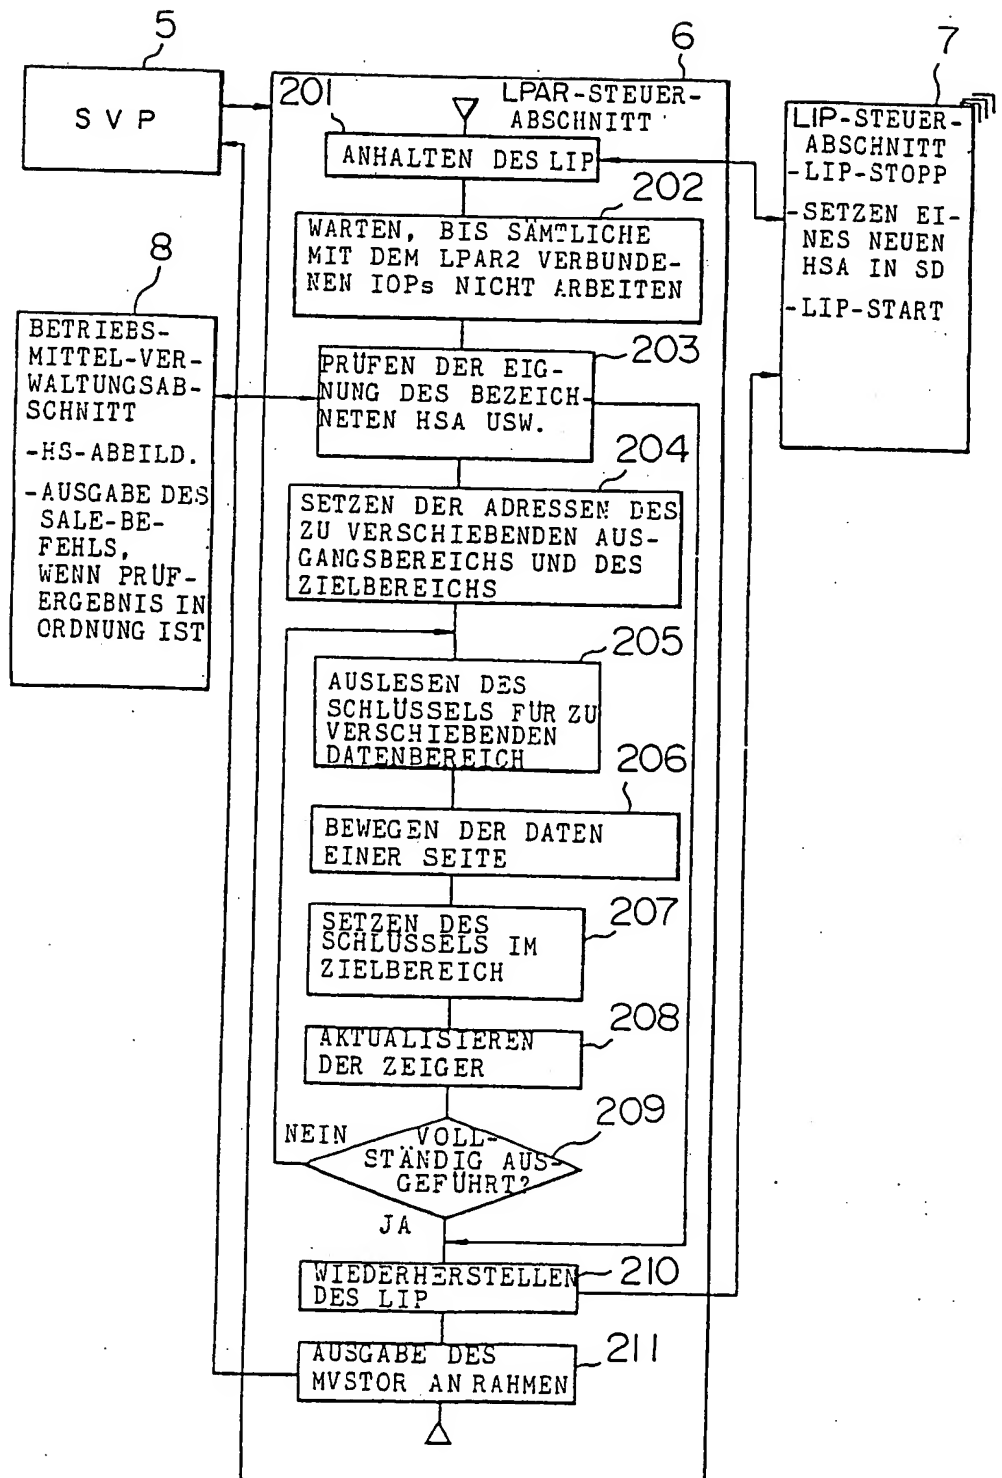 5
SVP
6
LPAR-STEUER-
ABSCHNITT
201
ANHALTEN DES LIP
202
WARTEN, BIS SÄMTLICHE
MIT DEM LPAR2 VERBUNDE-
NEN IOPs NICHT ARBEITEN
203
PRÜFEN DER EIG-
NUNG DES BEZEICH-
NETEN HSA USW.
204
SETZEN DER ADRESSEN DES
ZU VERSCHIEBENDEN AUS-
GANGSBEREICHS UND DES
ZIELBEREICHS
205
AUSLESEN DES
SCHLÜSSELS FÜR ZU
VERSCHIEBENDEN
DATENBEREICH
206
BEWEGEN DER DATEN
EINER SEITE
207
SETZEN DES
SCHLÜSSELS IM
ZIELBEREICH
208
AKTUALISIEREN
DER ZEIGER
209
VOLL-
STÄNDIG AUS-
GEFÜHRT?
NEIN
JA
210
WIEDERHERSTELLEN
DES LIP
211
AUSGABE DES
MVSTOR AN RAHMEN
7
LIP-STEUER-
ABSCHNITT
-LIP-STOPP
-SETZEN EI-
NES NEUEN
HSA IN SD
-LIP-START
8
BETRIEBS-
MITTEL-VER-
WALTUNGSAB-
SCHNITT
-HS-ABBILD.
-AUSGABE DES
SALE-BE-
FEHLS,
WENN PRÜF-
ERGEBNIS IN
ORDNUNG IST